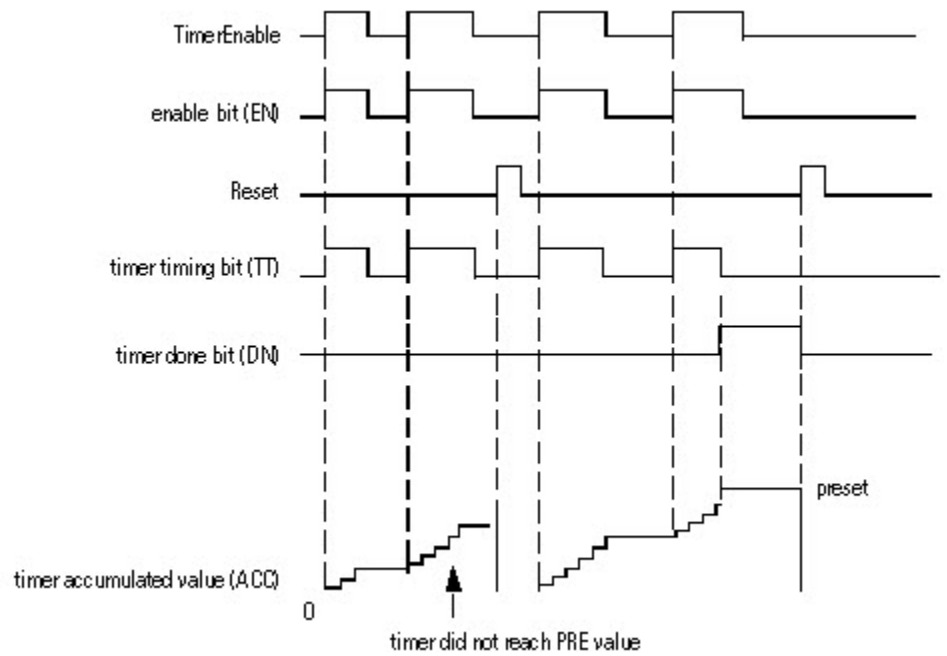 TimerEnable
enable bit (EN)
Reset
timer timing bit (TT)
timer done bit (DN)
preset
timer accumulated value (ACC)
0
timer did not reach PRE value